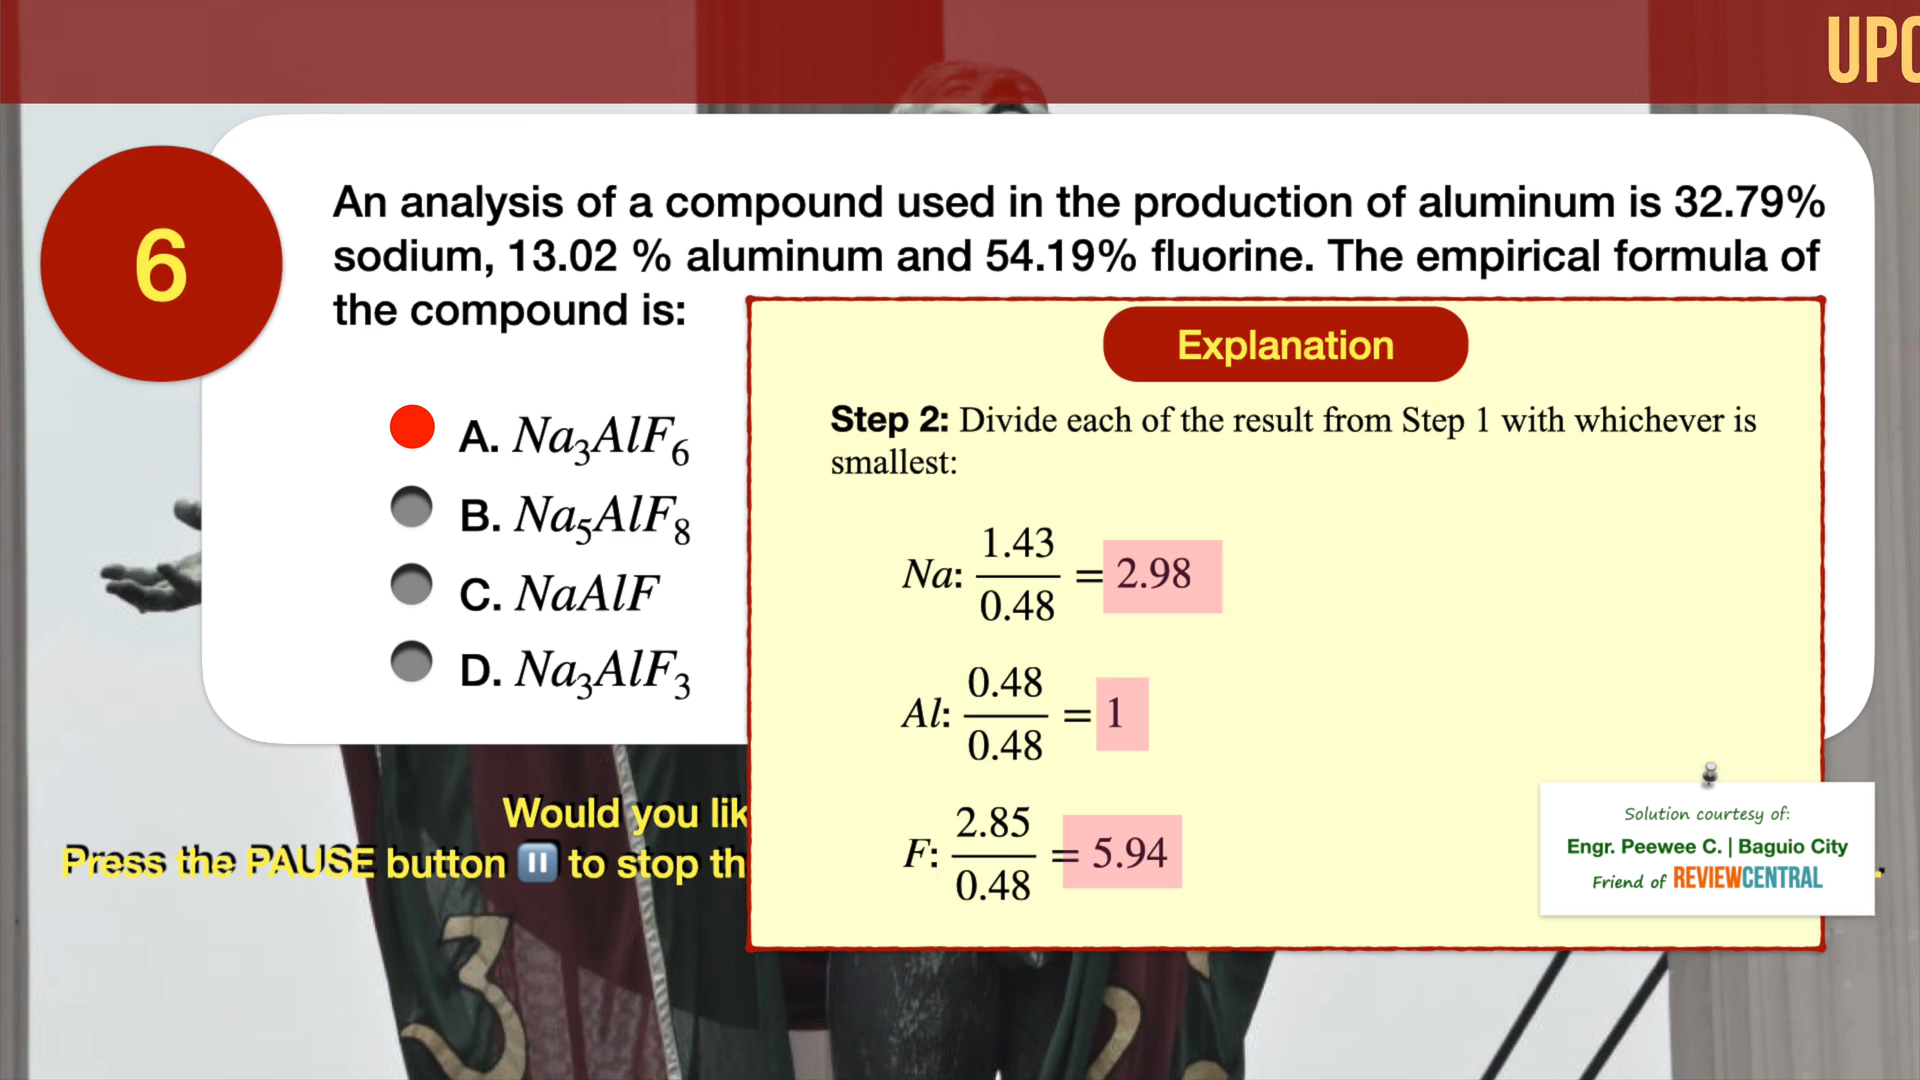 UPC
6
An analysis of a compound used in the production of aluminum is 32.79%
sodium, 13.02 % aluminum and 54.19% fluorine. The empirical formula of
the compound is:
A. Na₃AlF₆
B. Na₅AlF₈
C. NaAlF
D. Na₃AlF₃
Explanation
Step 2: Divide each of the result from Step 1 with whichever is
smallest:
Na: 1.43/0.48 = 2.98
Al: 0.48/0.48 = 1
F: 2.85/0.48 = 5.94
Would you lik
Press the PAUSE button ⏸ to stop th
Solution courtesy of:
Engr. Peewee C. | Baguio City
Friend of REVIEWCENTRAL
3
2